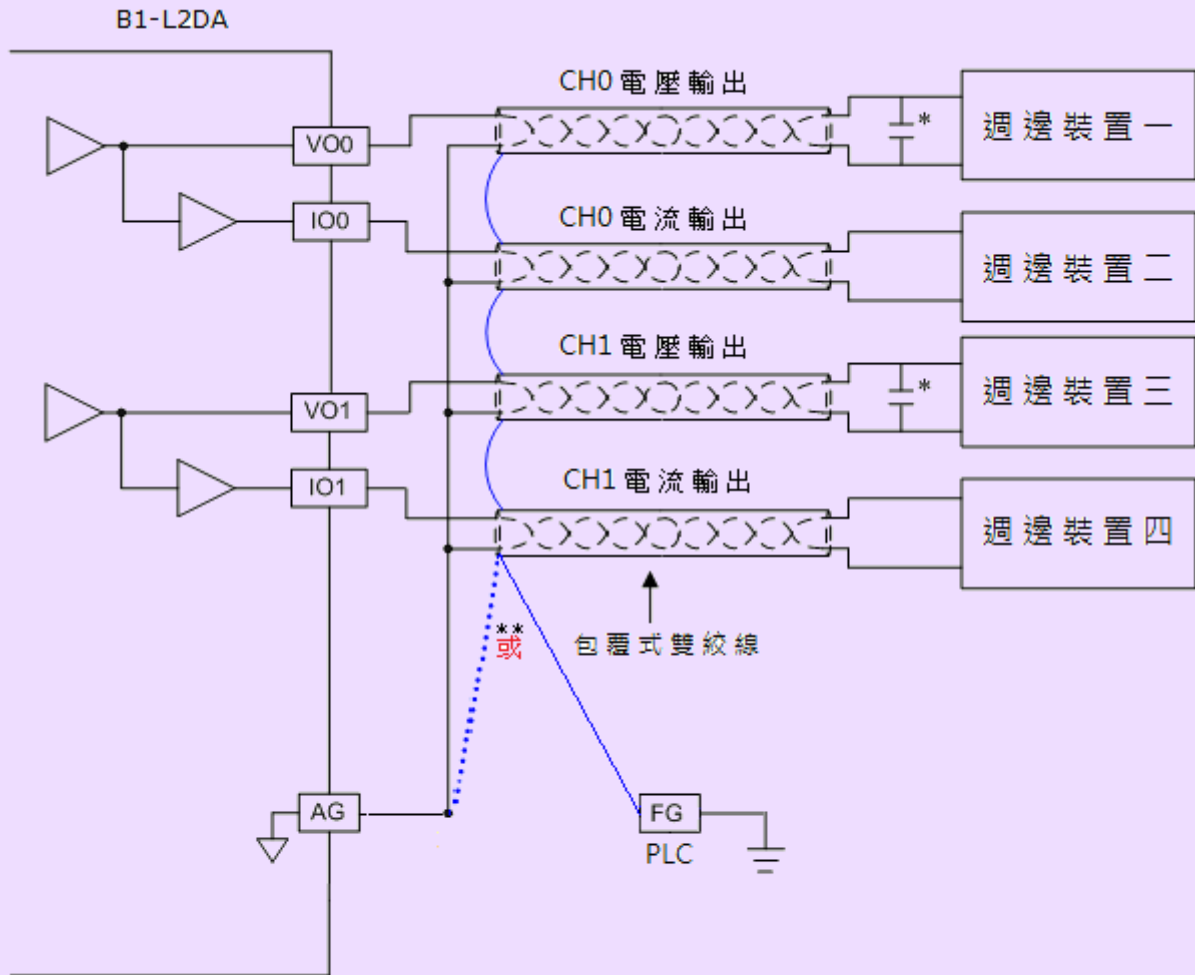 B1-L2DA
CH0 電壓輸出
VO0
*
週邊裝置一
CH0 電流輸出
IO0
週邊裝置二
CH1 電壓輸出
VO1
*
週邊裝置三
CH1 電流輸出
IO1
週邊裝置四
**
或
包覆式雙絞線
AG
FG
PLC